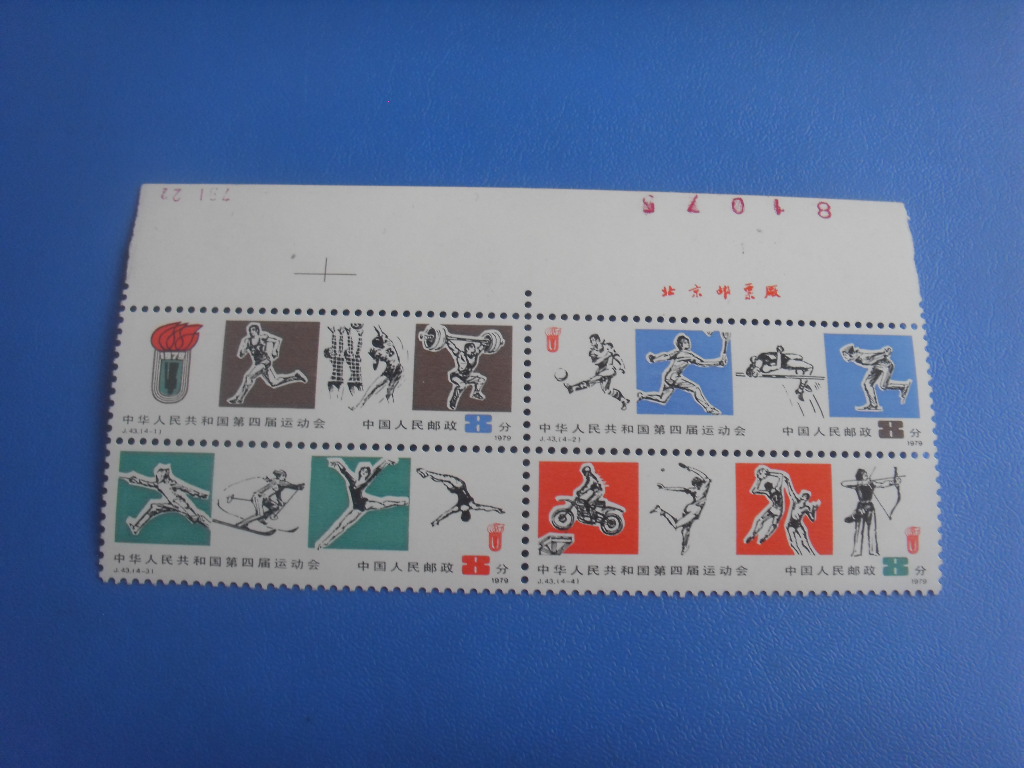 791 22
8 1 0 7 5
北京邮票厂
中华人民共和国第四届运动会 中国人民邮政 8分
J.43.(4-1) 1979
中华人民共和国第四届运动会 中国人民邮政 8分
J.43.(4-2) 1979
中华人民共和国第四届运动会 中国人民邮政 8分
J.43.(4-3) 1979
中华人民共和国第四届运动会 中国人民邮政 8分
J.43.(4-4) 1979